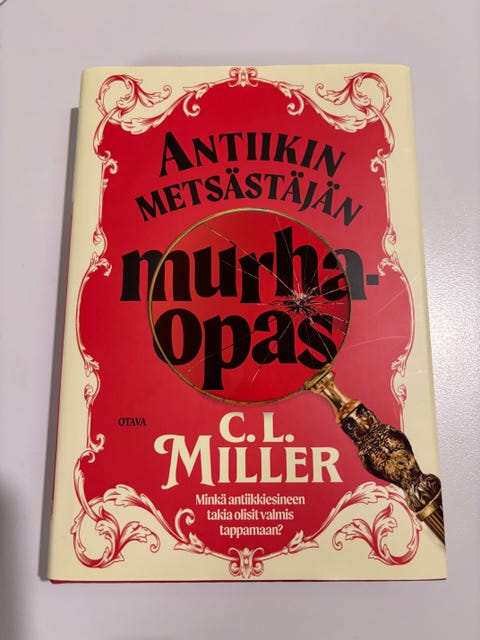 ANTIIKIN
METSÄSTÄJÄN
murha-
opas
OTAVA
C. L.
MILLER
Minkä antiikkiesineen
takia olisit valmis
tappamaan?